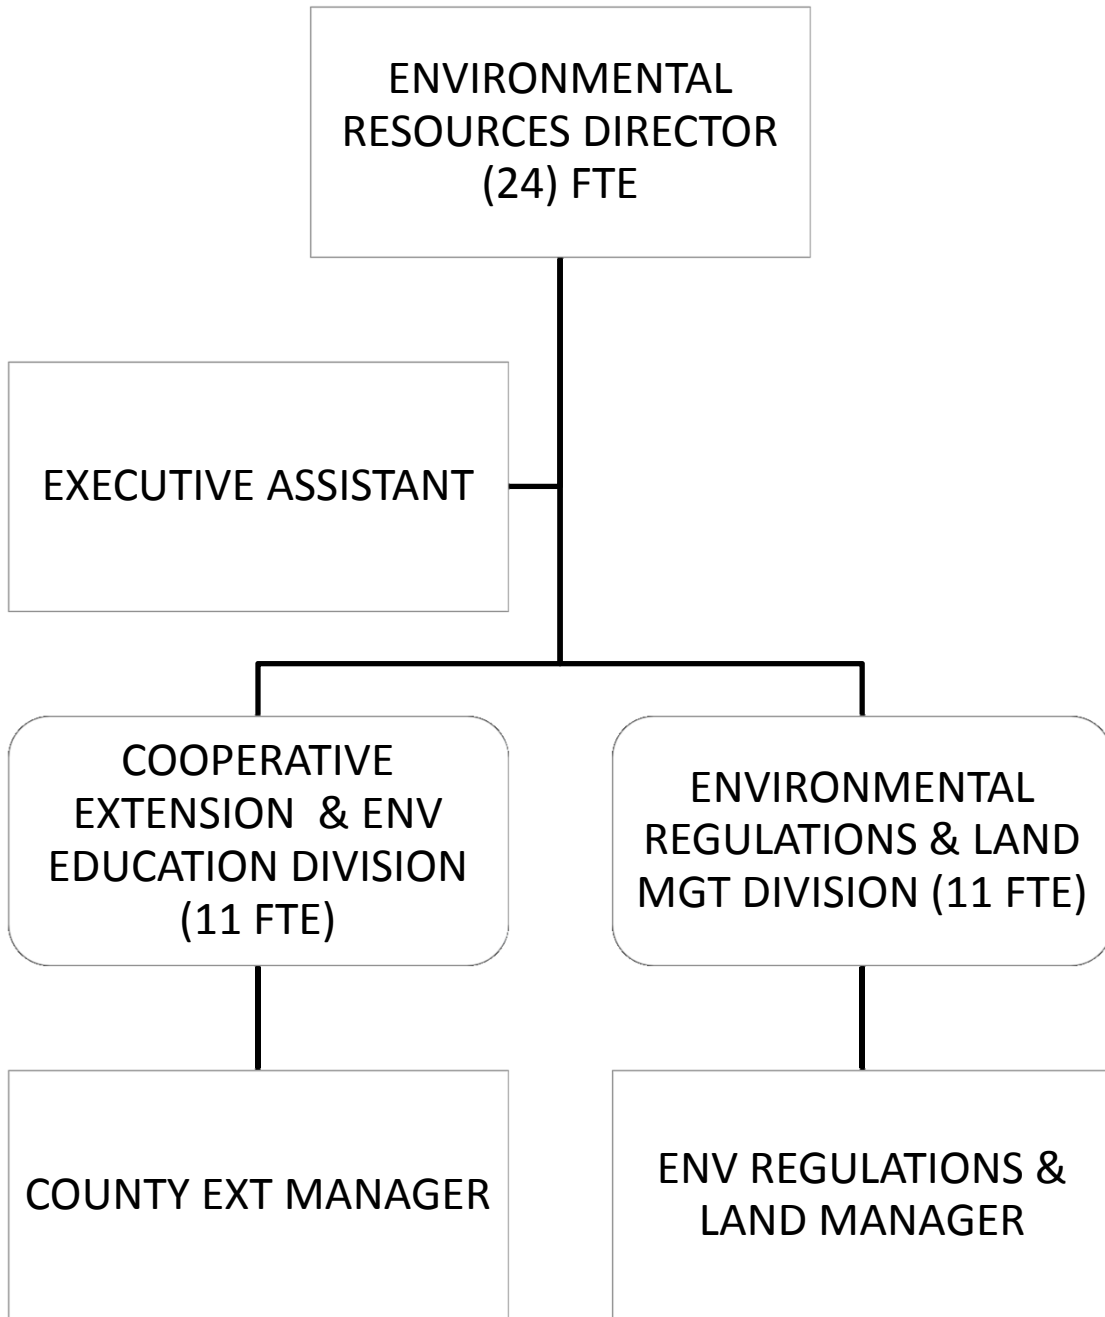 ENVIRONMENTAL
RESOURCES DIRECTOR
(24) FTE
EXECUTIVE ASSISTANT
COOPERATIVE
EXTENSION & ENV
EDUCATION DIVISION
(11 FTE)
ENVIRONMENTAL
REGULATIONS & LAND
MGT DIVISION (11 FTE)
COUNTY EXT MANAGER
ENV REGULATIONS &
LAND MANAGER